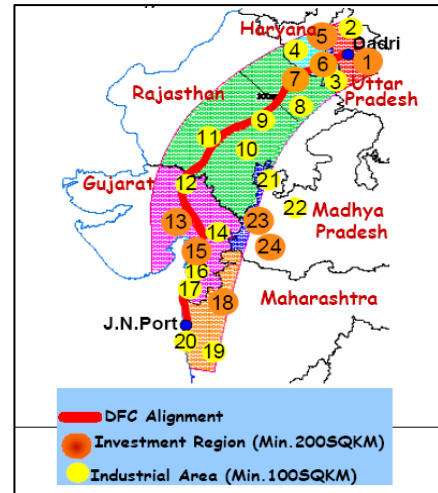 Haryana
2
5
Dadri
4
6
1
3
7
Uttar
Pradesh
Rajasthan
8
9
11
10
Gujarat
12
21
22
13
23
Madhya
Pradesh
14
24
15
16
17
18
Maharashtra
J.N.Port
20
19
DFC Alignment
Investment Region (Min.200SQKM)
Industrial Area (Min.100SQKM)